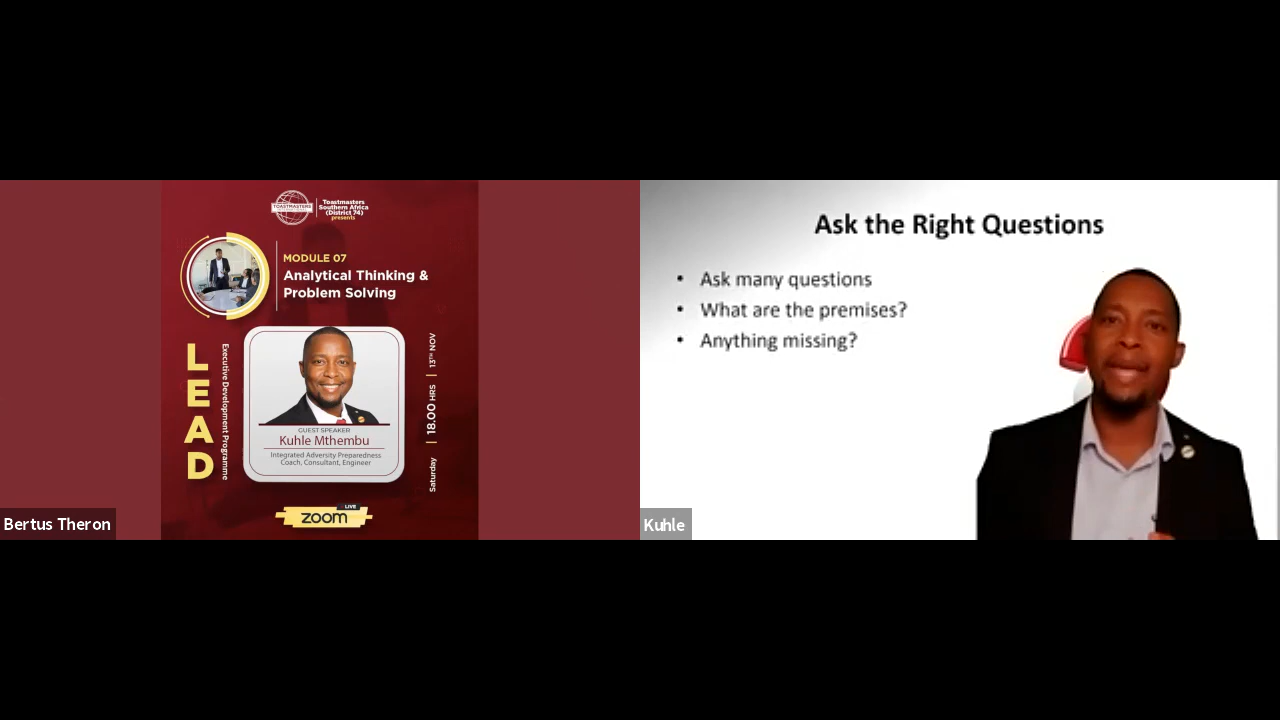 TOASTMASTERS
Toastmasters
Southern Africa
(District 74)
presents
MODULE 07
Analytical Thinking &
Problem Solving
LEAD
Executive Development Programme
GUEST SPEAKER
Kuhle Mthembu
Integrated Adversity Preparedness
Coach, Consultant, Engineer
Saturday | 18.00 HRS | 13TH NOV
LIVE
zoom
Bertus Theron
Ask the Right Questions
• Ask many questions
• What are the premises?
• Anything missing?
Kuhle